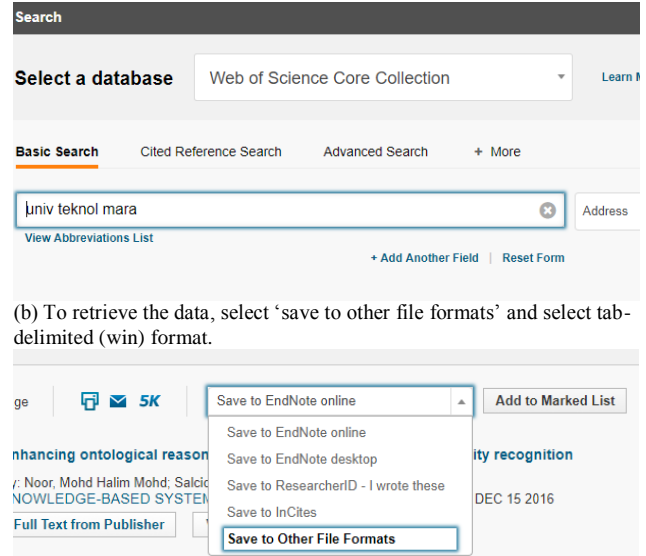 Search
Select a database Web of Science Core Collection Learn
Basic Search Cited Reference Search Advanced Search + More
univ teknol mara Address
View Abbreviations List
+ Add Another Field | Reset Form
(b) To retrieve the data, select ‘save to other file formats’ and select tab-
delimited (win) format.
ge 5K Save to EndNote online Add to Marked List
Save to EndNote online
nhancing ontological reason ity recognition
Save to EndNote desktop
y: Noor, Mohd Halim Mohd; Salcic
Save to ResearcherID - I wrote these
NOWLEDGE-BASED SYSTEM DEC 15 2016
Save to InCites
Full Text from Publisher
Save to Other File Formats